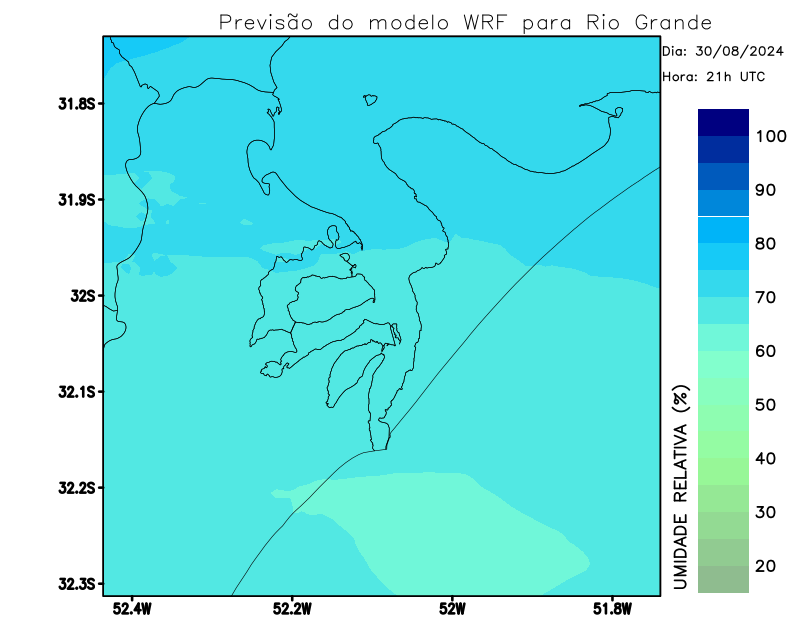 Previsão do modelo WRF para Rio Grande
Dia: 30/08/2024
Hora: 21h UTC
31.8S
31.9S
32S
32.1S
32.2S
32.3S
52.4W
52.2W
52W
51.8W
100
90
80
70
60
50
40
30
20
UMIDADE RELATIVA (%)